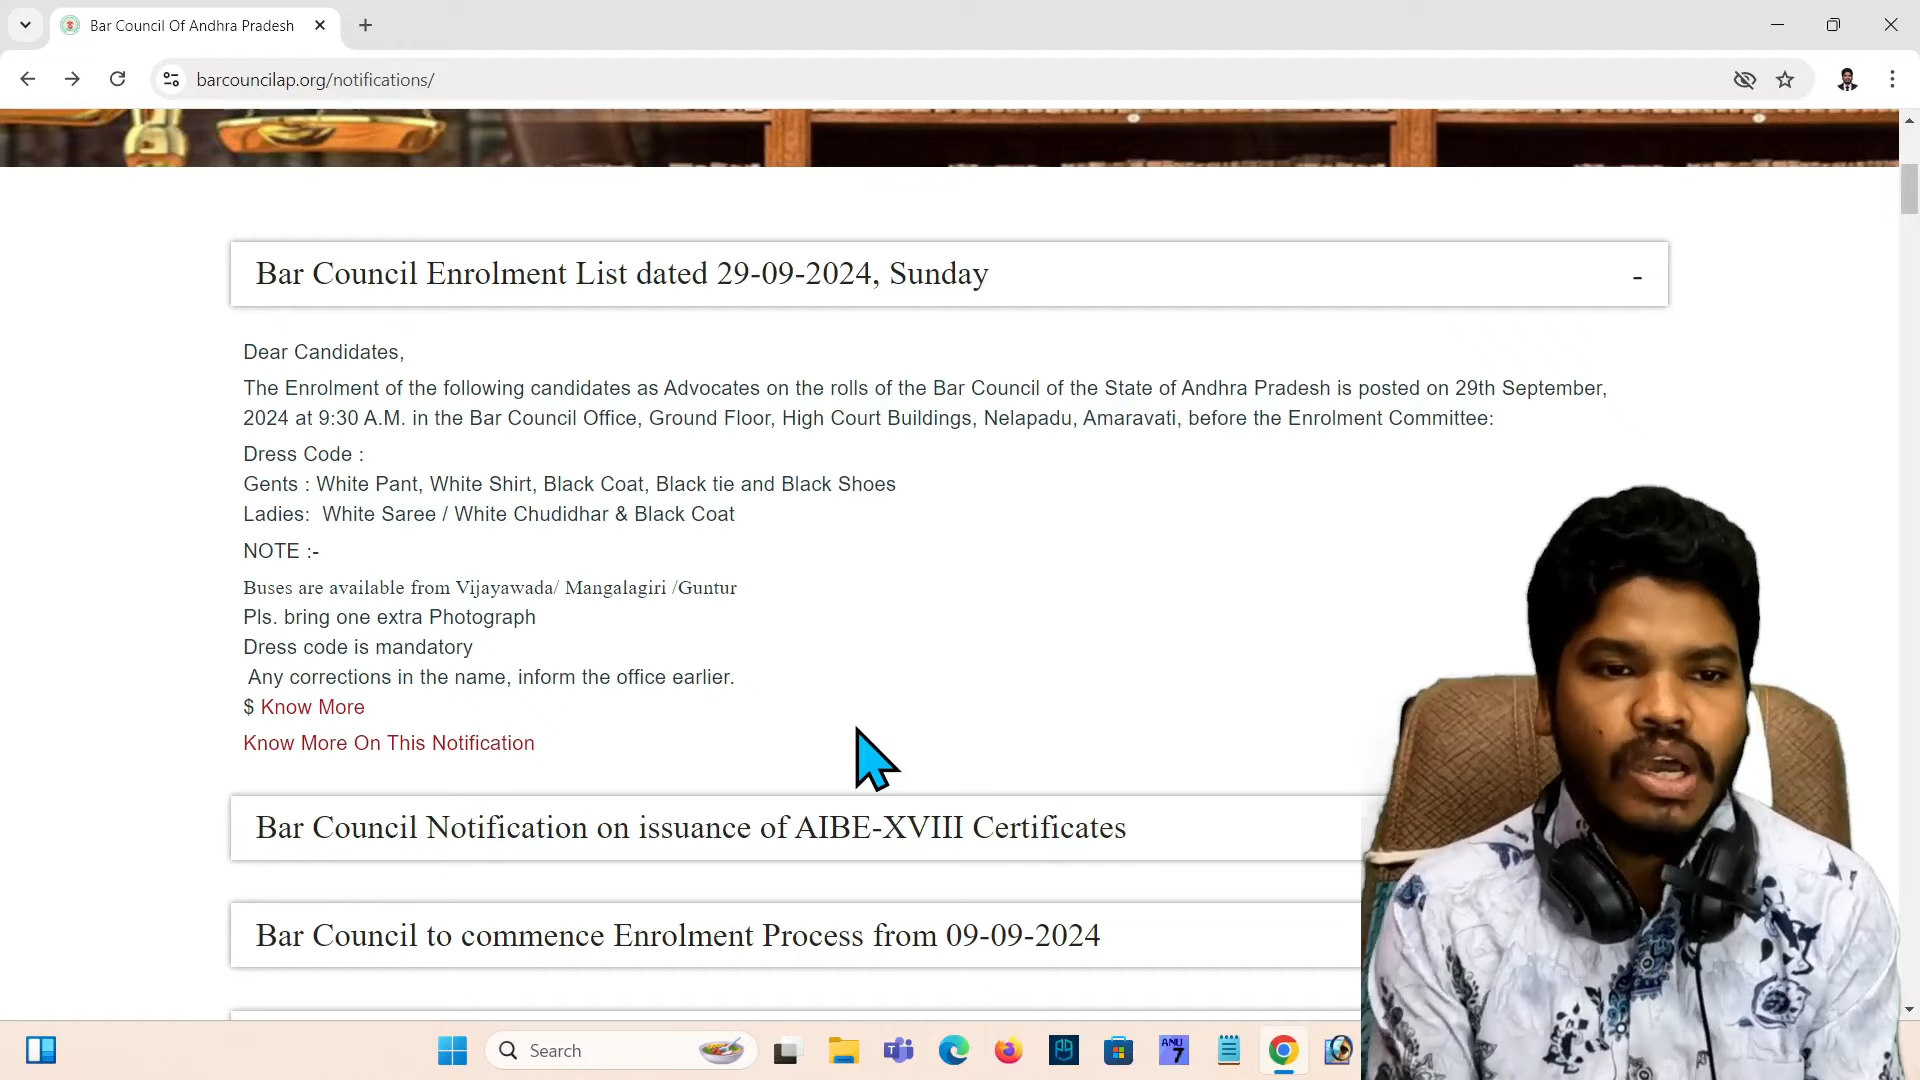 Bar Council Of Andhra Pradesh
barcouncilap.org/notifications/
Bar Council Enrolment List dated 29-09-2024, Sunday
-
Dear Candidates,
The Enrolment of the following candidates as Advocates on the rolls of the Bar Council of the State of Andhra Pradesh is posted on 29th September,
2024 at 9:30 A.M. in the Bar Council Office, Ground Floor, High Court Buildings, Nelapadu, Amaravati, before the Enrolment Committee:
Dress Code :
Gents : White Pant, White Shirt, Black Coat, Black tie and Black Shoes
Ladies:  White Saree / White Chudidhar & Black Coat
NOTE :-
Buses are available from Vijayawada/ Mangalagiri /Guntur
Pls. bring one extra Photograph
Dress code is mandatory
Any corrections in the name, inform the office earlier.
$ Know More
Know More On This Notification
Bar Council Notification on issuance of AIBE-XVIII Certificates
Bar Council to commence Enrolment Process from 09-09-2024
Search
ANU
7